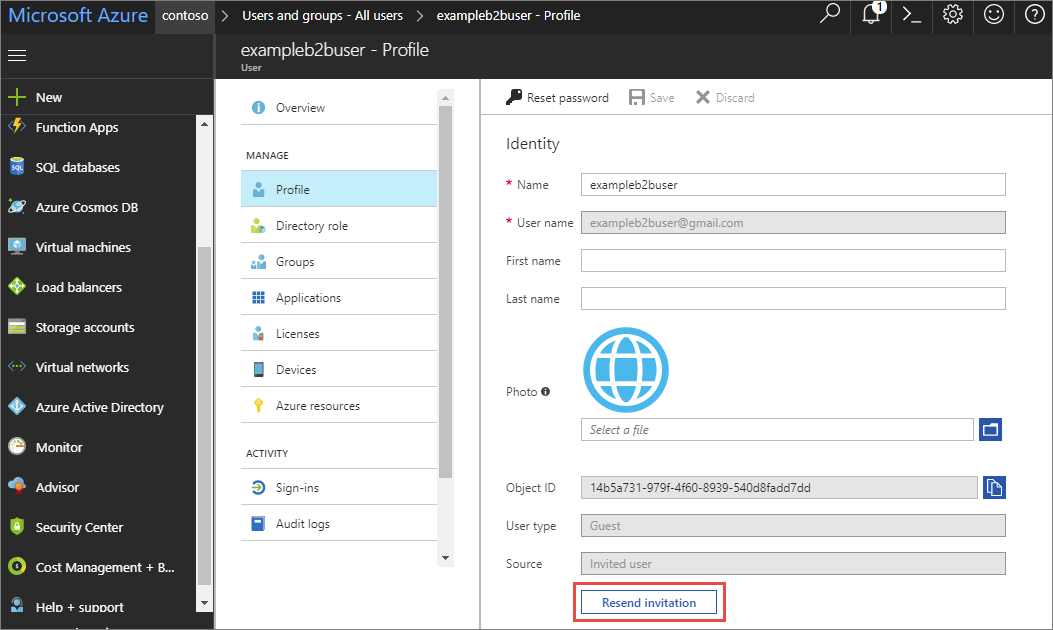 Microsoft Azure contoso > Users and groups - All users > exampleb2buser - Profile
1
exampleb2buser - Profile
User
New
Function Apps
SQL databases
Azure Cosmos DB
Virtual machines
Load balancers
Storage accounts
Virtual networks
Azure Active Directory
Monitor
Advisor
Security Center
Cost Management + B...
Help + support
Overview
MANAGE
Profile
Directory role
Groups
Applications
Licenses
Devices
Azure resources
ACTIVITY
Sign-ins
Audit logs
Reset password Save Discard
Identity
* Name exampleb2buser
* User name exampleb2buser@gmail.com
First name
Last name
Photo
Select a file
Object ID 14b5a731-979f-4f60-8939-540d8fadd7dd
User type Guest
Source Invited user
Resend invitation